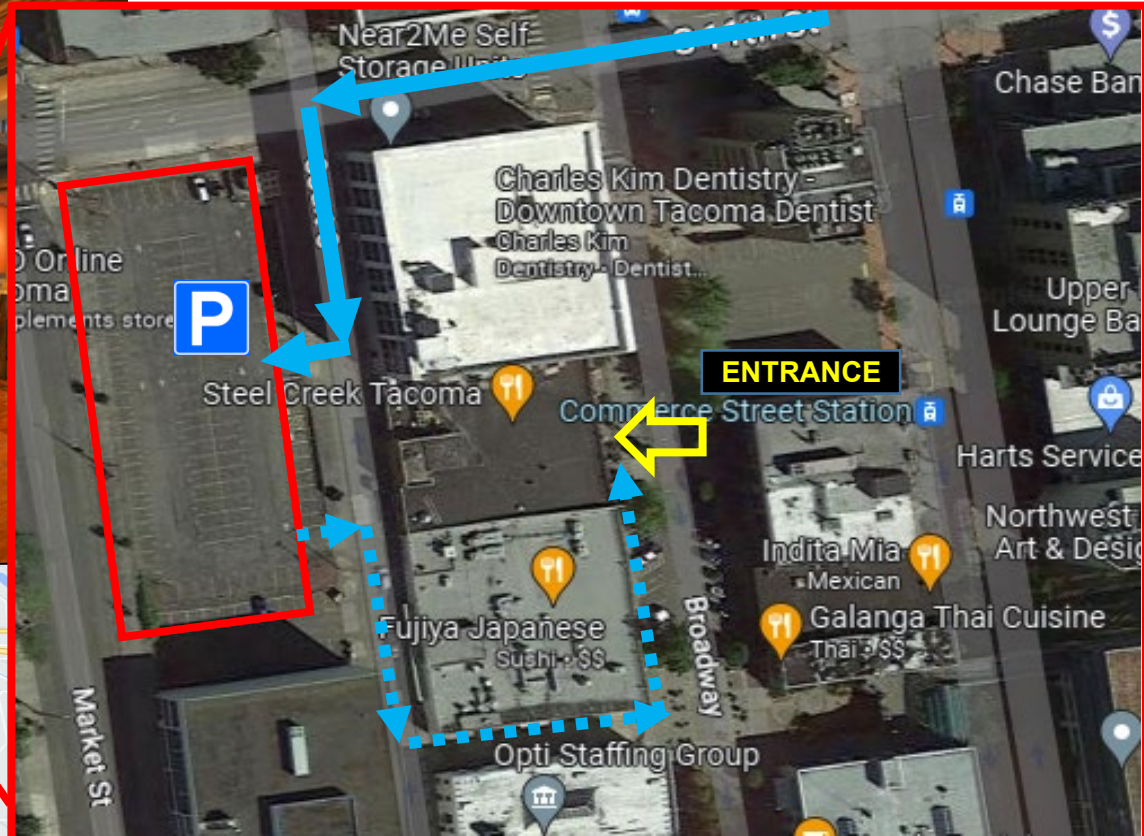 Near2Me Self
Storage Units
S 11th St
Chase Ban
Charles Kim Dentistry -
Downtown Tacoma Dentist
Charles Kim
Dentistry - Dentist...
Online
oma
plements store
P
Upper
Lounge Ba
ENTRANCE
Steel Creek Tacoma
Commerce Street Station
Harts Service
Northwest
Art & Desig
Indita Mia
Mexican
Fujiya Japanese
Sushi • $$
Galanga Thai Cuisine
Thai • $$
Broadway
Market St
Opti Staffing Group